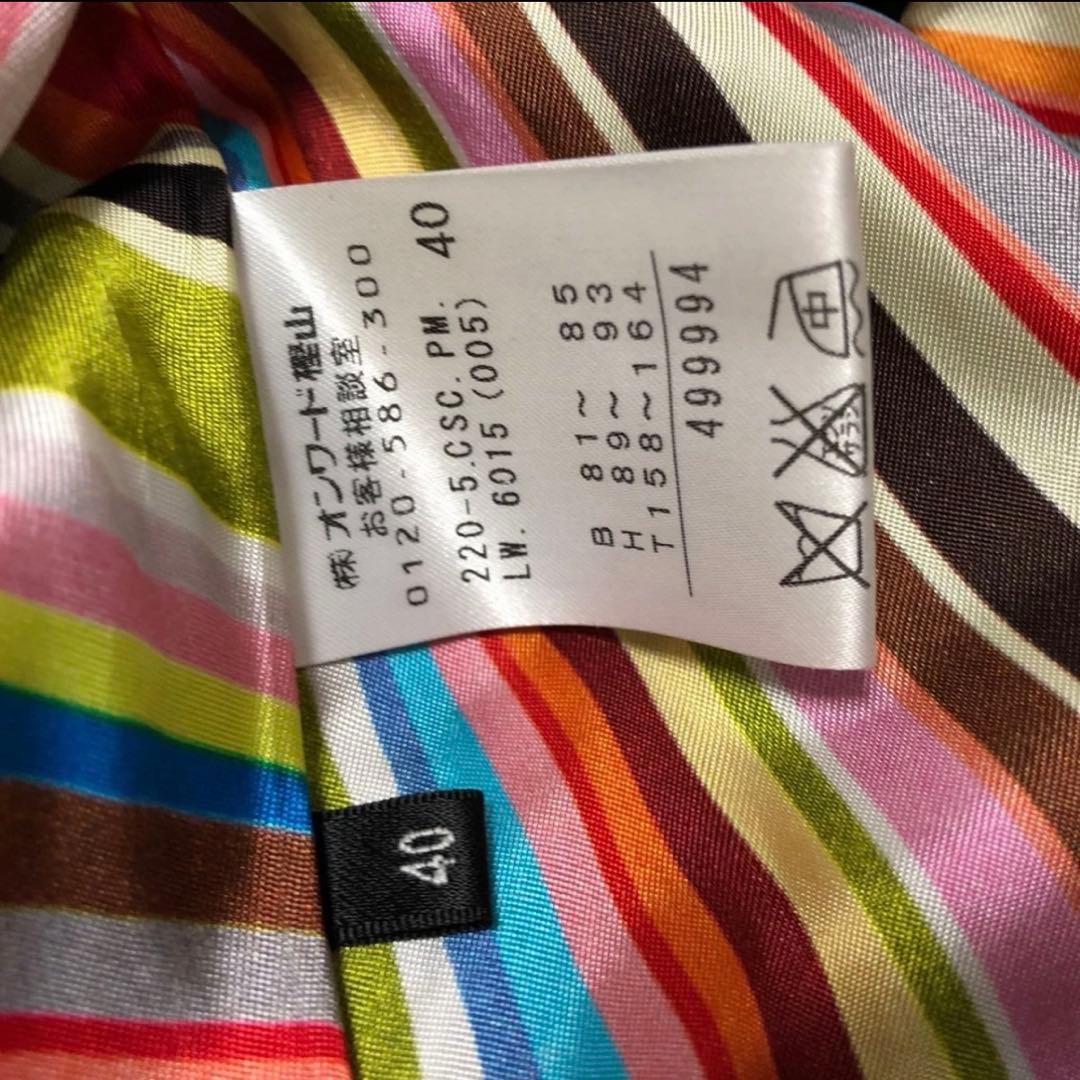 ㈱オンワード樫山
お客様相談室
0120-586-300
220-5.CSC.PM. 40
LW. 6015 (005)
B 81～ 85
H 89～ 93
T158～164
499994
中
40